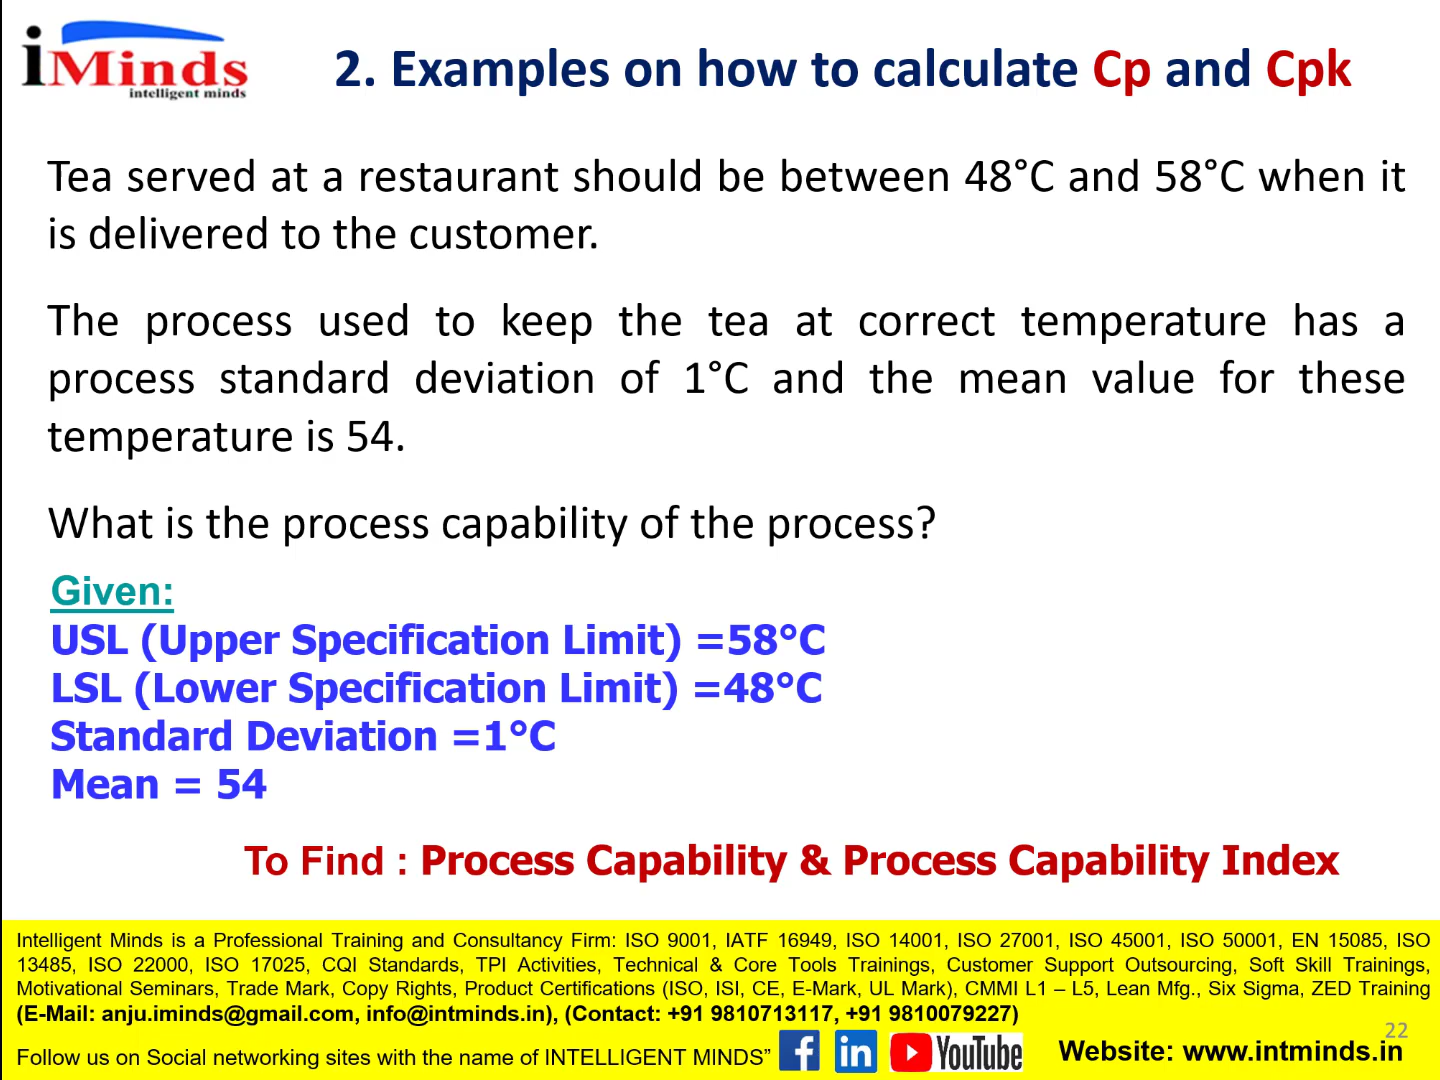 iMinds
intelligent minds
2. Examples on how to calculate Cp and Cpk
Tea served at a restaurant should be between 48°C and 58°C when it
is delivered to the customer.
The process used to keep the tea at correct temperature has a
process standard deviation of 1°C and the mean value for these
temperature is 54.
What is the process capability of the process?
Given:
USL (Upper Specification Limit) =58°C
LSL (Lower Specification Limit) =48°C
Standard Deviation =1°C
Mean = 54
To Find : Process Capability & Process Capability Index
Intelligent Minds is a Professional Training and Consultancy Firm: ISO 9001, IATF 16949, ISO 14001, ISO 27001, ISO 45001, ISO 50001, EN 15085, ISO
13485, ISO 22000, ISO 17025, CQI Standards, TPI Activities, Technical & Core Tools Trainings, Customer Support Outsourcing, Soft Skill Trainings,
Motivational Seminars, Trade Mark, Copy Rights, Product Certifications (ISO, ISI, CE, E-Mark, UL Mark), CMMI L1 – L5, Lean Mfg., Six Sigma, ZED Training
(E-Mail: anju.iminds@gmail.com, info@intminds.in), (Contact: +91 9810713117, +91 9810079227)
22
Follow us on Social networking sites with the name of INTELLIGENT MINDS” f in YouTube Website: www.intminds.in